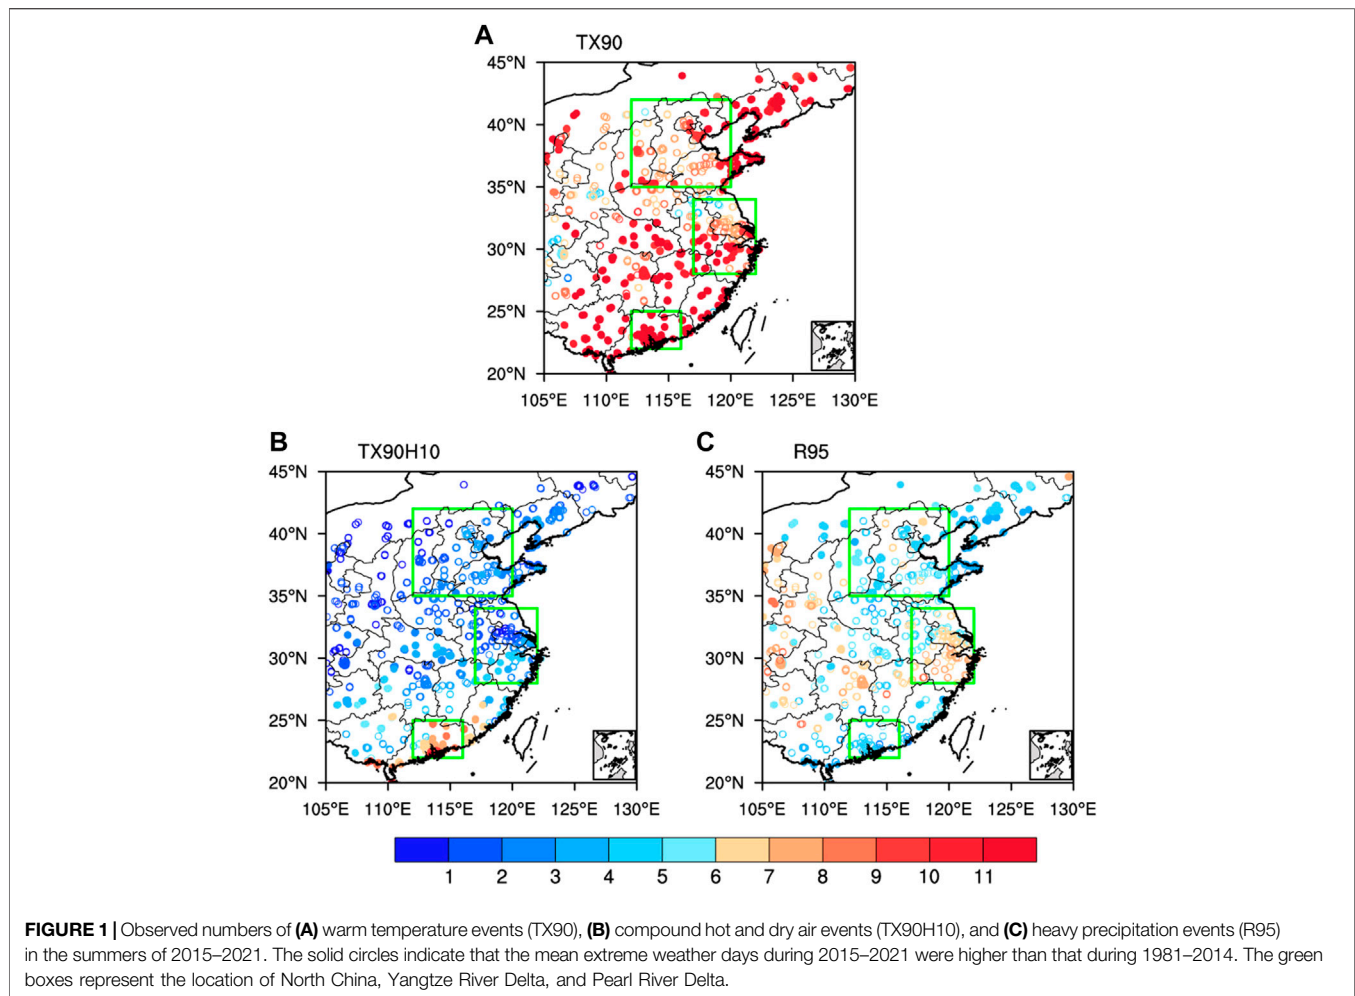 A
TX90
45°N
40°N
35°N
30°N
25°N
20°N
105°E 110°E 115°E 120°E 125°E 130°E
B
TX90H10
45°N
40°N
35°N
30°N
25°N
20°N
105°E 110°E 115°E 120°E 125°E 130°E
C
R95
45°N
40°N
35°N
30°N
25°N
20°N
105°E 110°E 115°E 120°E 125°E 130°E
1 2 3 4 5 6 7 8 9 10 11
FIGURE 1 | Observed numbers of (A) warm temperature events (TX90), (B) compound hot and dry air events (TX90H10), and (C) heavy precipitation events (R95)
in the summers of 2015–2021. The solid circles indicate that the mean extreme weather days during 2015–2021 were higher than that during 1981–2014. The green
boxes represent the location of North China, Yangtze River Delta, and Pearl River Delta.